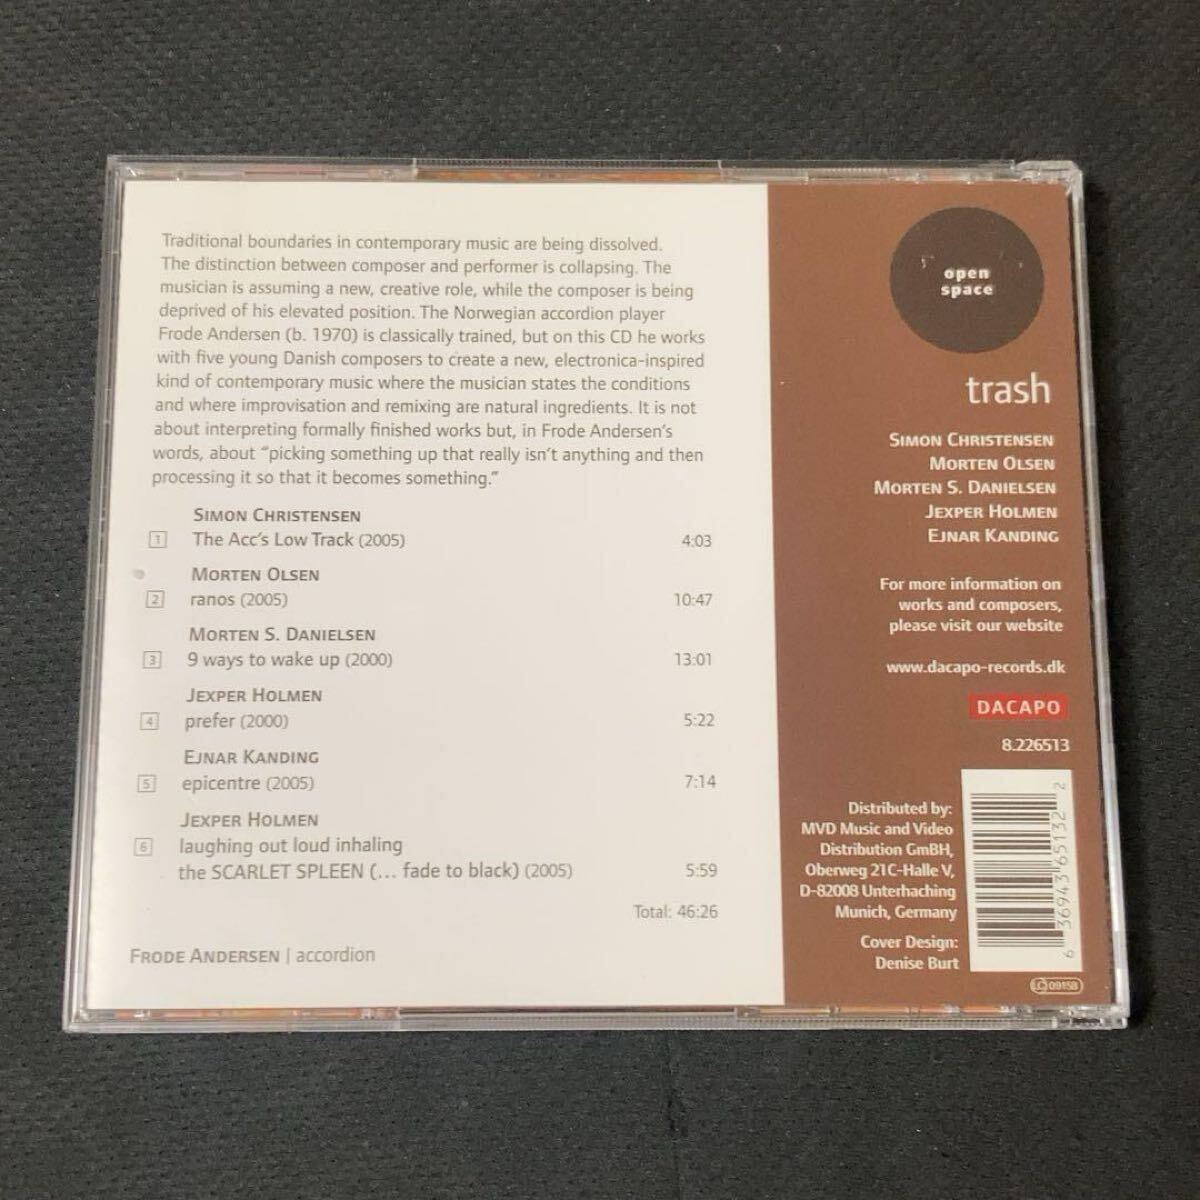 Traditional boundaries in contemporary music are being dissolved.
The distinction between composer and performer is collapsing. The
musician is assuming a new, creative role, while the composer is being
deprived of his elevated position. The Norwegian accordion player
Frode Andersen (b. 1970) is classically trained, but on this CD he works
with five young Danish composers to create a new, electronica-inspired
kind of contemporary music where the musician states the conditions
and where improvisation and remixing are natural ingredients. It is not
about interpreting formally finished works but, in Frode Andersen's
words, about “picking something up that really isn't anything and then
processing it so that it becomes something.”
SIMON CHRISTENSEN
1 The Acc's Low Track (2005) 4:03
MORTEN OLSEN
2 ranos (2005) 10:47
MORTEN S. DANIELSEN
3 9 ways to wake up (2000) 13:01
JEXPER HOLMEN
4 prefer (2000) 5:22
EJNAR KANDING
5 epicentre (2005) 7:14
JEXPER HOLMEN
6 laughing out loud inhaling
the SCARLET SPLEEN (... fade to black) (2005) 5:59
Total: 46:26
FRODE ANDERSEN | accordion
open
space
trash
SIMON CHRISTENSEN
MORTEN OLSEN
MORTEN S. DANIELSEN
JEXPER HOLMEN
EJNAR KANDING
For more information on
works and composers,
please visit our website
www.dacapo-records.dk
DACAPO
8.226513
Distributed by:
MVD Music and Video
Distribution GmBH,
Oberweg 21C-Halle V,
D-82008 Unterhaching
Munich, Germany
Cover Design:
Denise Burt
6 36943 65132 2
LC 09158